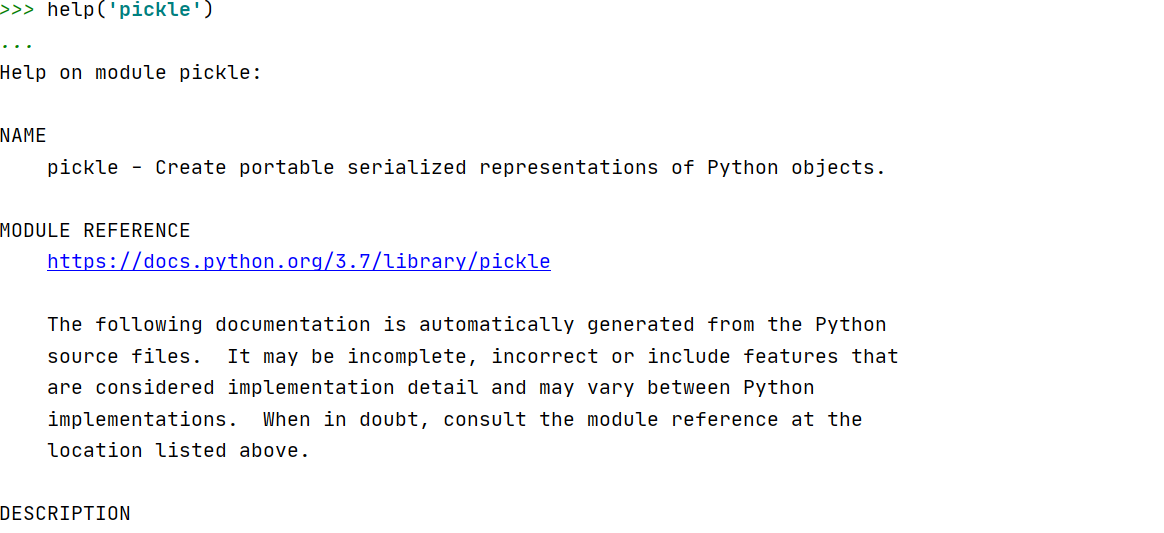 >>> help('pickle')
...
Help on module pickle:
NAME
pickle - Create portable serialized representations of Python objects.
MODULE REFERENCE
https://docs.python.org/3.7/library/pickle
The following documentation is automatically generated from the Python
source files.  It may be incomplete, incorrect or include features that
are considered implementation detail and may vary between Python
implementations.  When in doubt, consult the module reference at the
location listed above.
DESCRIPTION